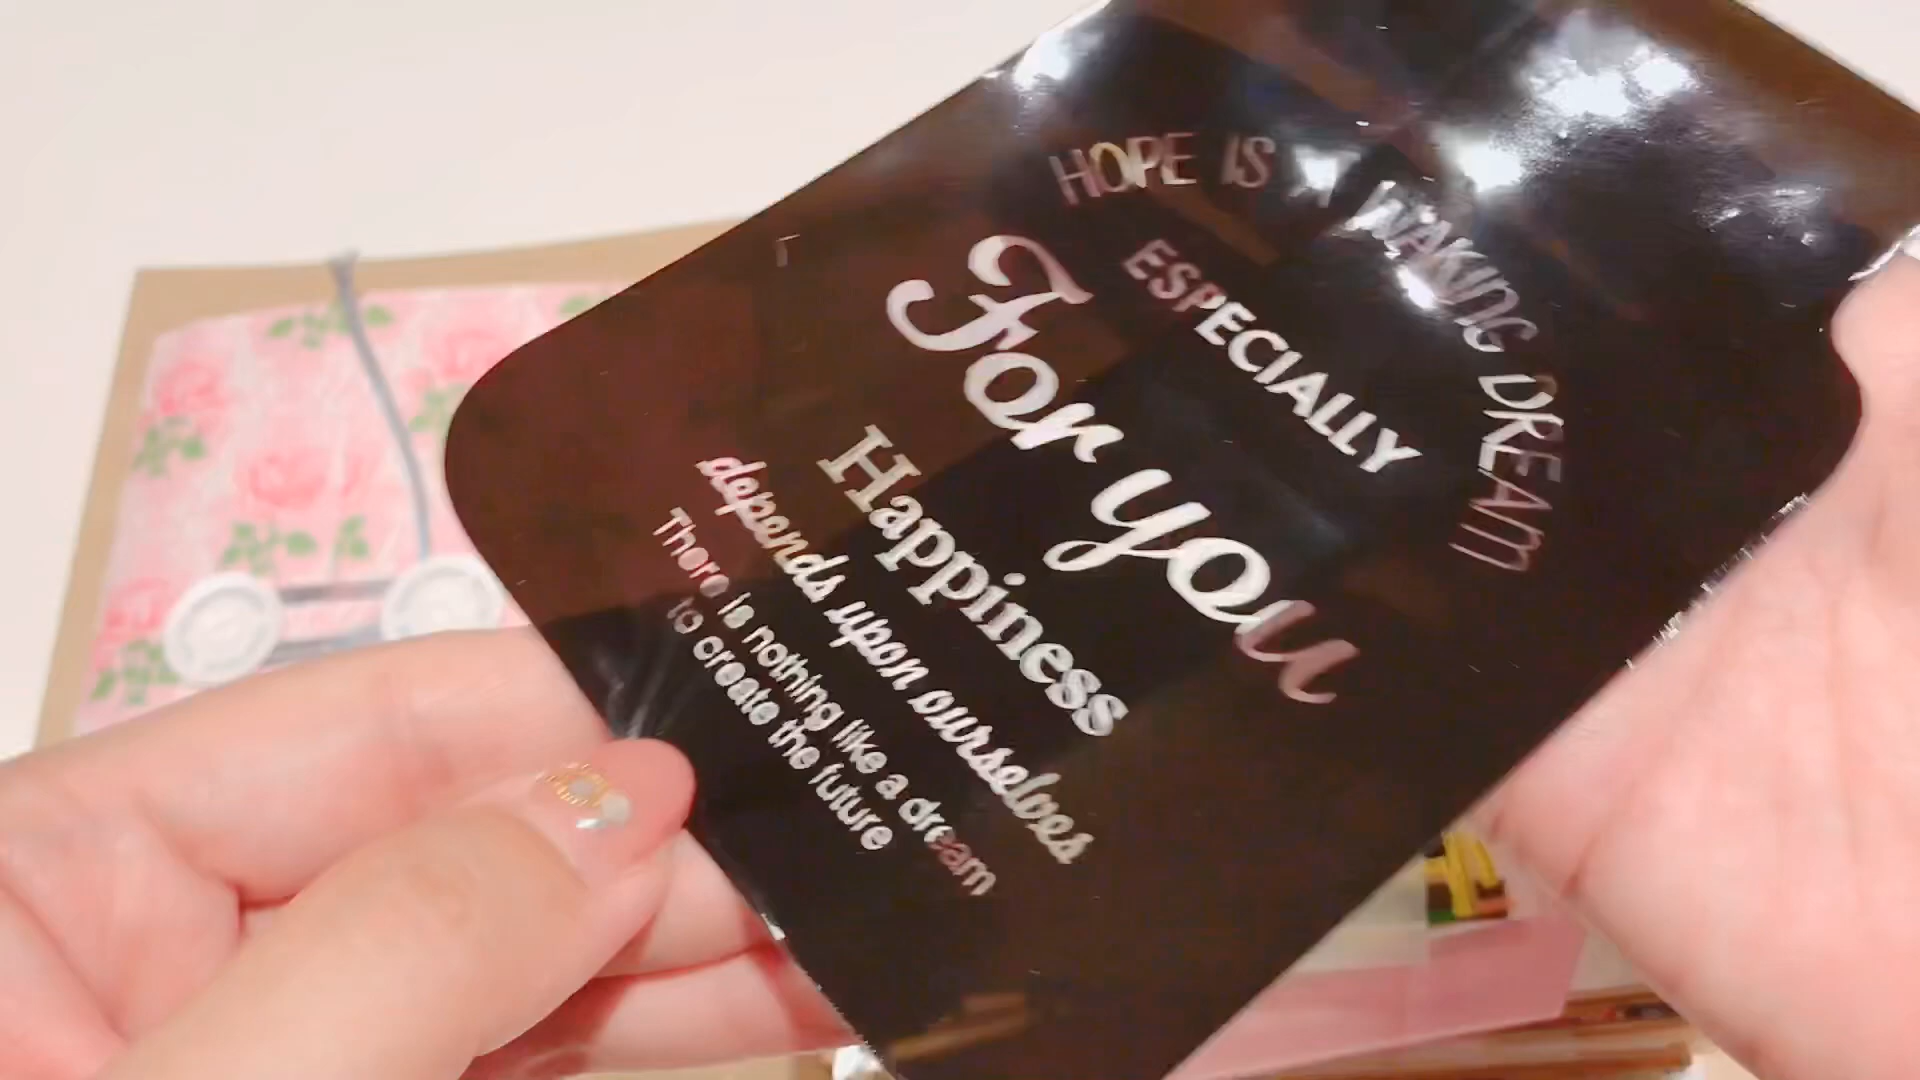 HOPE IS A WAKING DREAM
ESPECIALLY
For you
Happiness
depends upon ourselves
There is nothing like a dream
to create the future